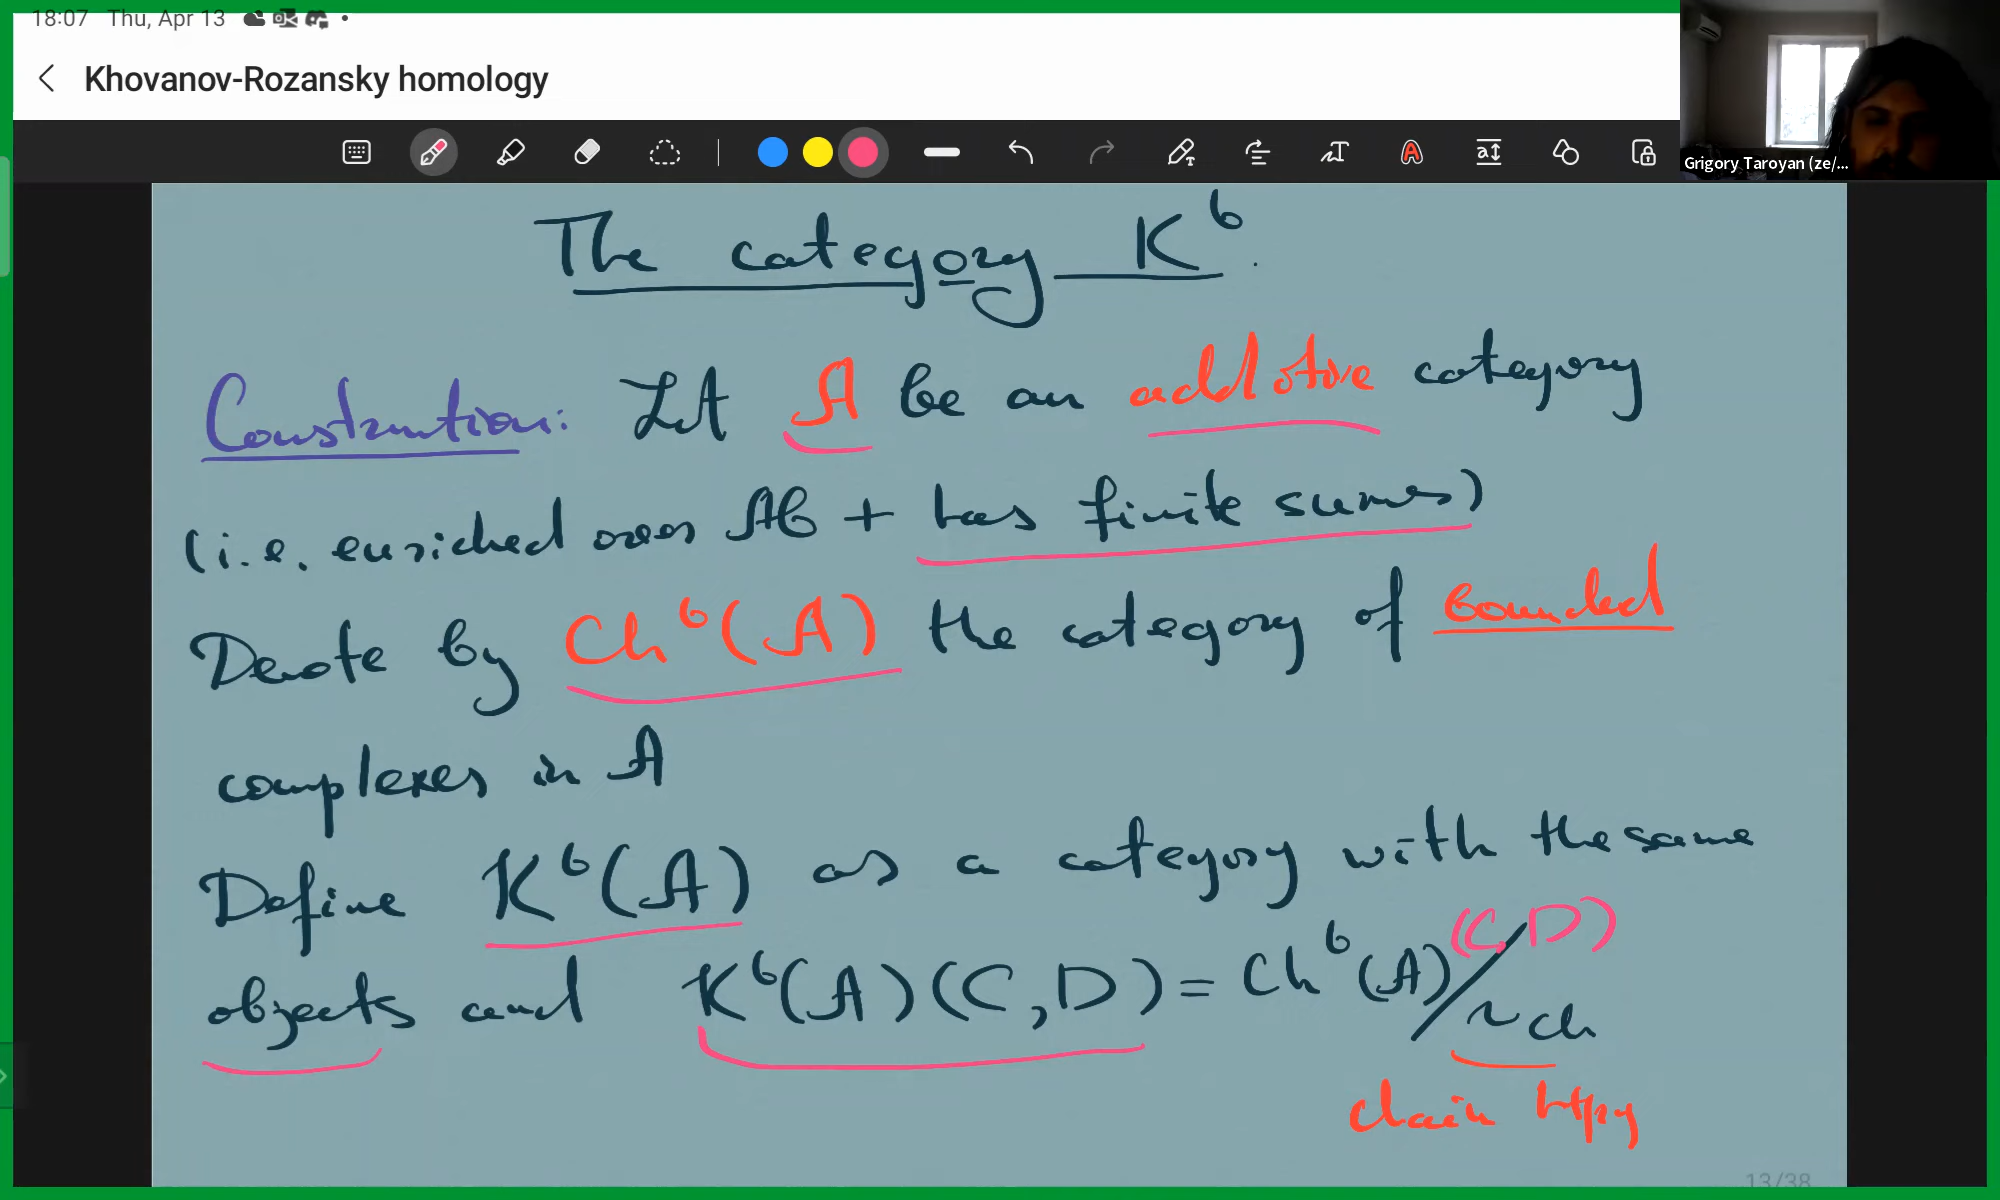 18:07 Thu, Apr 13
Khovanov-Rozansky homology
Grigory Taroyan (ze/...
The category K^b.
Construction: Let A be an additive category
(i.e. enriched over Ab + has finite sums)
Denote by Ch^b(A) the category of bounded
complexes in A
Define K^b(A) as a category with the same
objects and K^b(A)(C,D) = Ch^b(A)(C,D)/~ch
chain htpy
13/38